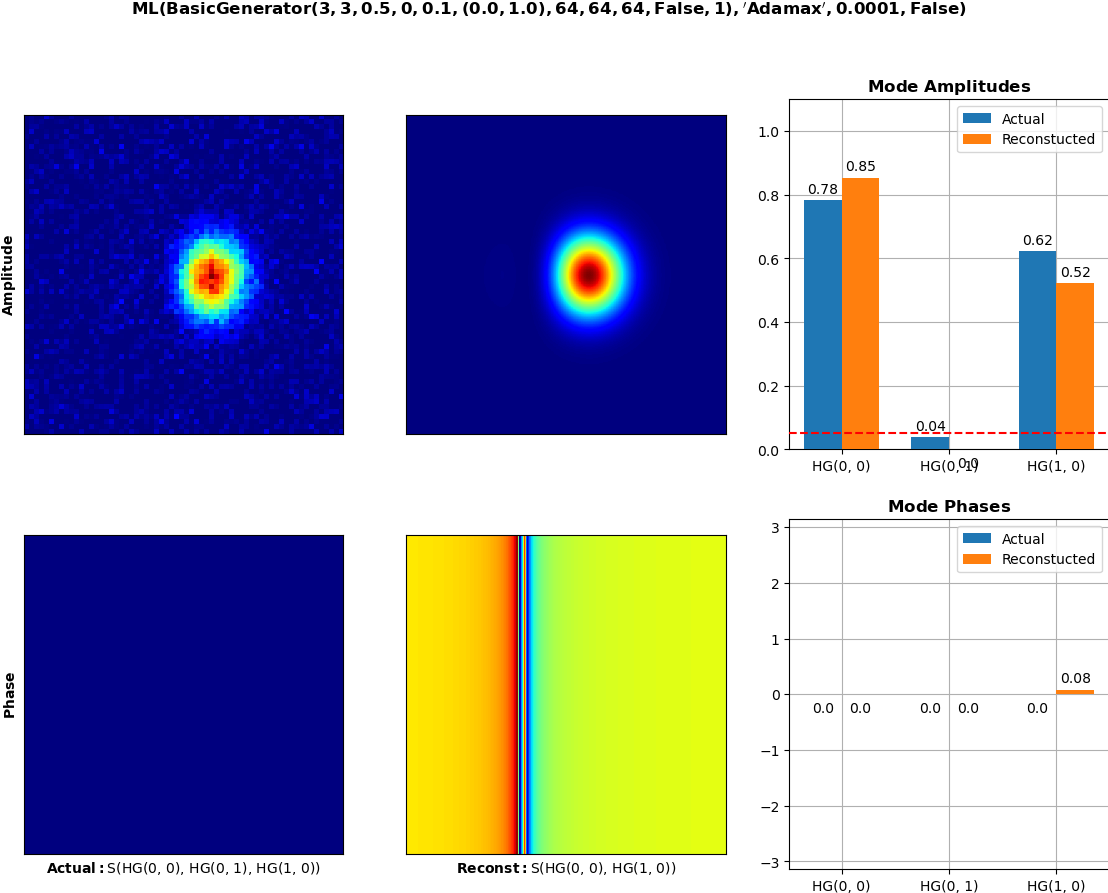 ML(BasicGenerator(3, 3, 0.5, 0, 0.1, (0.0, 1.0), 64, 64, 64, False, 1), ′Adamax′, 0.0001, False)
Amplitude
Mode Amplitudes
Actual
Reconstucted
1.0
0.8
0.6
0.4
0.2
0.0
0.78
0.85
0.04
0.0
0.62
0.52
HG(0, 0)
HG(0, 1)
HG(1, 0)
Phase
Actual: S(HG(0, 0), HG(0, 1), HG(1, 0))
Reconst: S(HG(0, 0), HG(1, 0))
Mode Phases
Actual
Reconstucted
3
2
1
0
−1
−2
−3
0.0
0.0
0.0
0.0
0.0
0.08
HG(0, 0)
HG(0, 1)
HG(1, 0)